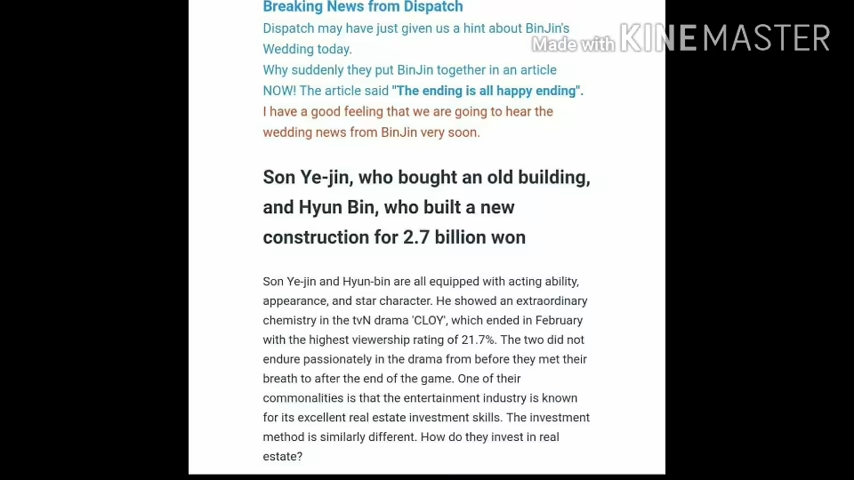 Breaking News from Dispatch
Dispatch may have just given us a hint about BinJin's
Wedding today.
Made with KINEMASTER
Why suddenly they put BinJin together in an article
NOW! The article said "The ending is all happy ending".
I have a good feeling that we are going to hear the
wedding news from BinJin very soon.
Son Ye-jin, who bought an old building,
and Hyun Bin, who built a new
construction for 2.7 billion won
Son Ye-jin and Hyun-bin are all equipped with acting ability,
appearance, and star character. He showed an extraordinary
chemistry in the tvN drama 'CLOY', which ended in February
with the highest viewership rating of 21.7%. The two did not
endure passionately in the drama from before they met their
breath to after the end of the game. One of their
commonalities is that the entertainment industry is known
for its excellent real estate investment skills. The investment
method is similarly different. How do they invest in real
estate?